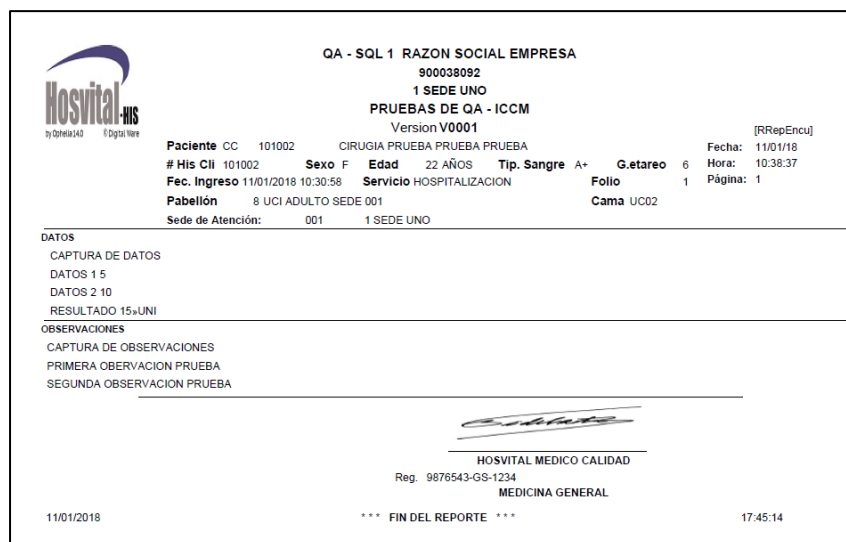 QA - SQL 1 RAZON SOCIAL EMPRESA
900038092
1 SEDE UNO
PRUEBAS DE QA - ICCM
Version V0001
Hosvital-HIS
by Ophelia14.0 ©Digital Ware
[RRepEncu]
Paciente CC 101002 CIRUGIA PRUEBA PRUEBA PRUEBA Fecha: 11/01/18
# His Cli 101002 Sexo F Edad 22 AÑOS Tip. Sangre A+ G.etareo 6 Hora: 10:38:37
Fec. Ingreso 11/01/2018 10:30:58 Servicio HOSPITALIZACION Folio 1 Página: 1
Pabellón 8 UCI ADULTO SEDE 001 Cama UC02
Sede de Atención: 001 1 SEDE UNO
DATOS
CAPTURA DE DATOS
DATOS 1 5
DATOS 2 10
RESULTADO 15»UNI
OBSERVACIONES
CAPTURA DE OBSERVACIONES
PRIMERA OBERVACION PRUEBA
SEGUNDA OBSERVACION PRUEBA
HOSVITAL MEDICO CALIDAD
Reg. 9876543-GS-1234
MEDICINA GENERAL
11/01/2018 *** FIN DEL REPORTE *** 17:45:14